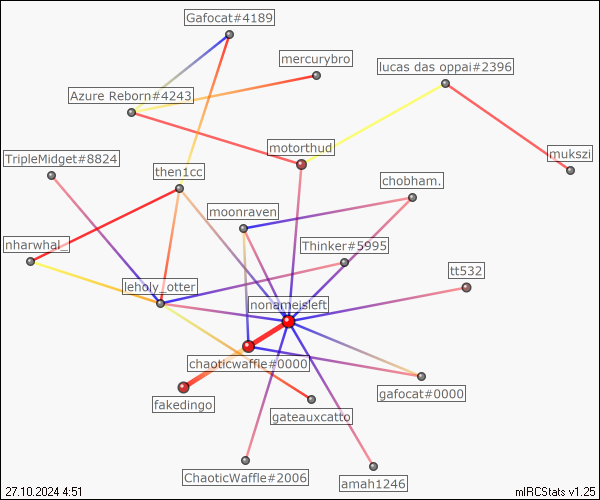 Gafocat#4189
mercurybro
lucas das oppai#2396
Azure Reborn#4243
motorthud
mukszi
TripleMidget#8824
then1cc
chobham.
moonraven
nharwhal_
Thinker#5995
tt532
leholy_otter
nonameisleft
chaoticwaffle#0000
gafocat#0000
fakedingo
gateauxcatto
ChaoticWaffle#2006
amah1246
27.10.2024 4:51
mIRCStats v1.25